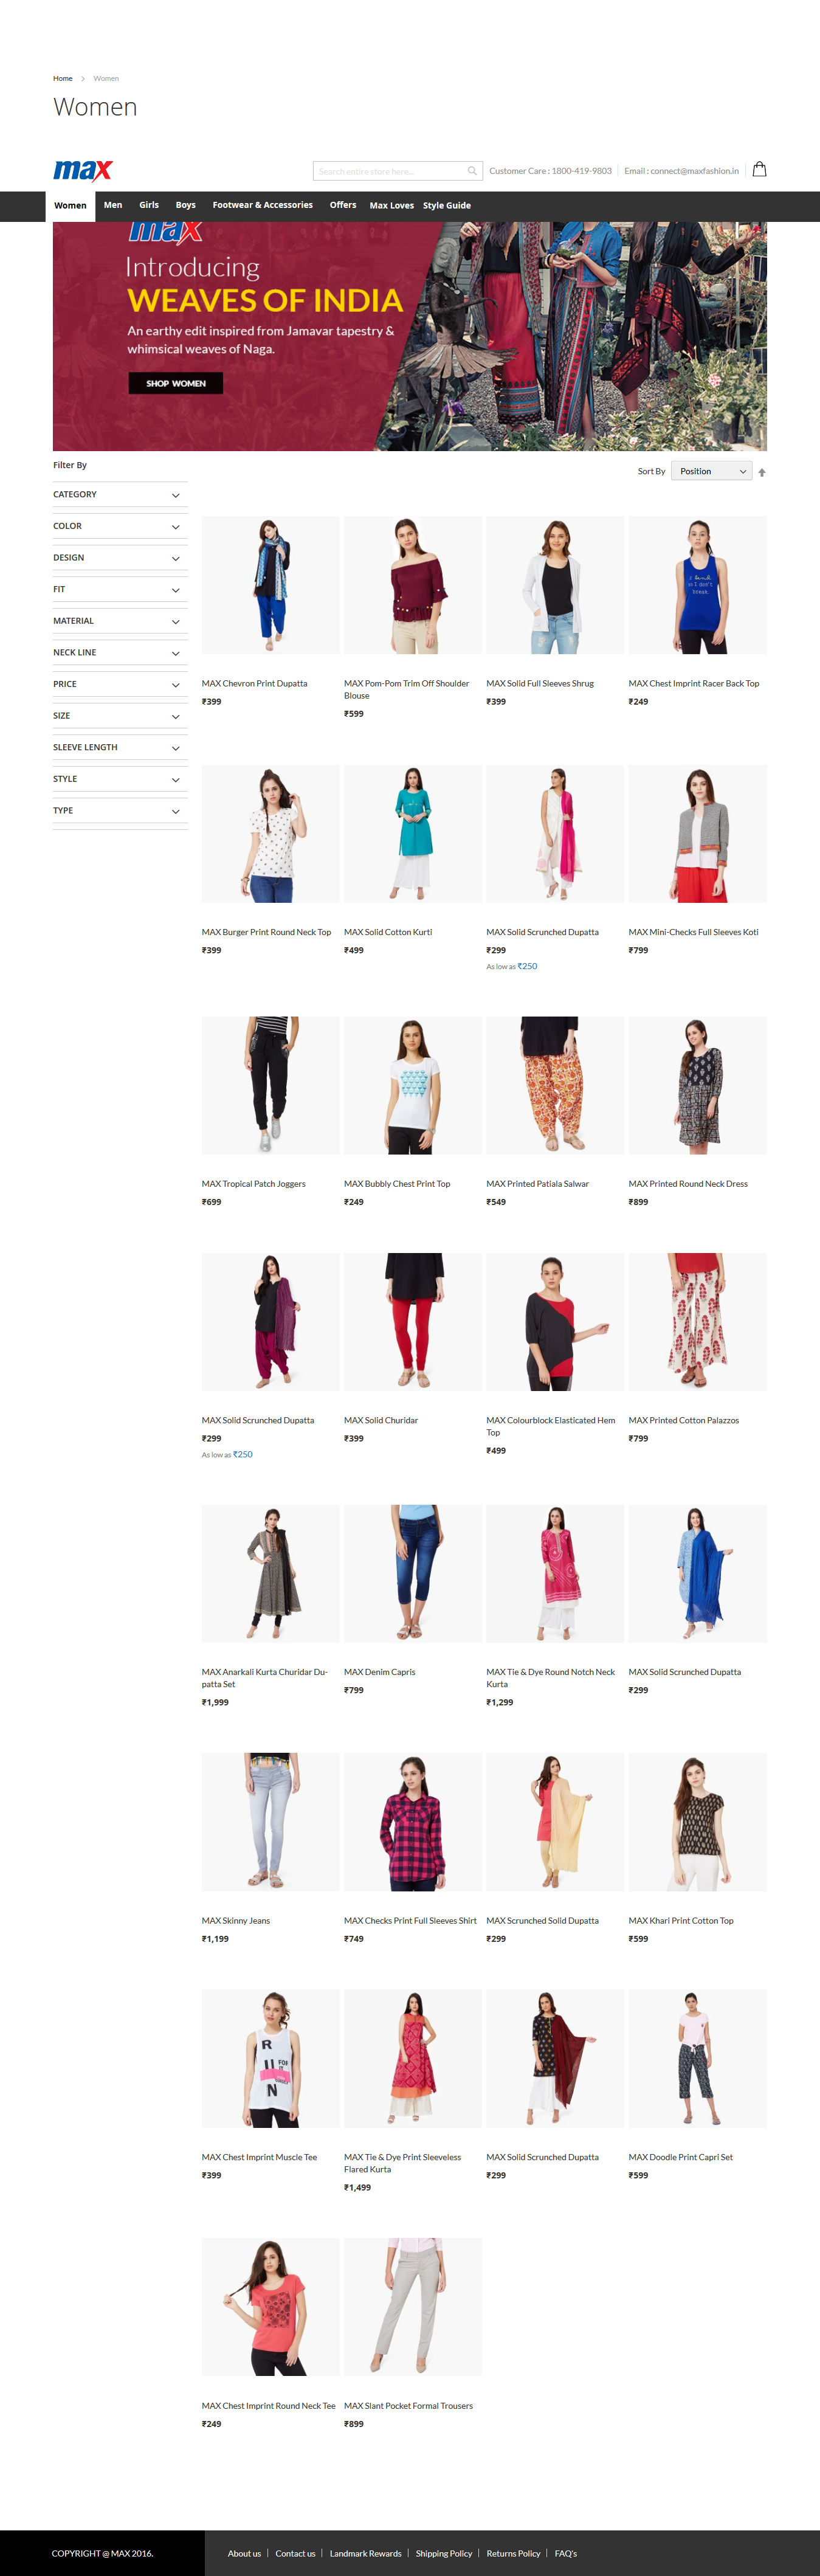 Home > Women
Women
max
Search entire store here...
Customer Care : 1800-419-9803
Email : connect@maxfashion.in
Women Men Girls Boys Footwear & Accessories Offers Max Loves Style Guide
max
Introducing
WEAVES OF INDIA
An earthy edit inspired from Jamavar tapestry &
whimsical weaves of Naga.
SHOP WOMEN
Filter By
Sort By Position
CATEGORY
COLOR
DESIGN
FIT
MATERIAL
NECK LINE
PRICE
SIZE
SLEEVE LENGTH
STYLE
TYPE
I bend
so I don't
break.
MAX Chevron Print Dupatta
₹399
MAX Pom-Pom Trim Off Shoulder
Blouse
₹599
MAX Solid Full Sleeves Shrug
₹399
MAX Chest Imprint Racer Back Top
₹249
MAX Burger Print Round Neck Top
₹399
MAX Solid Cotton Kurti
₹499
MAX Solid Scrunched Dupatta
₹299
As low as ₹250
MAX Mini-Checks Full Sleeves Koti
₹799
MAX Tropical Patch Joggers
₹699
MAX Bubbly Chest Print Top
₹249
MAX Printed Patiala Salwar
₹549
MAX Printed Round Neck Dress
₹899
MAX Solid Scrunched Dupatta
₹299
As low as ₹250
MAX Solid Churidar
₹399
MAX Colourblock Elasticated Hem
Top
₹499
MAX Printed Cotton Palazzos
₹799
MAX Anarkali Kurta Churidar Du-
patta Set
₹1,999
MAX Denim Capris
₹799
MAX Tie & Dye Round Notch Neck
Kurta
₹1,299
MAX Solid Scrunched Dupatta
₹299
MAX Skinny Jeans
₹1,199
MAX Checks Print Full Sleeves Shirt
₹749
MAX Scrunched Solid Dupatta
₹299
MAX Khari Print Cotton Top
₹599
R
U FOR
N
MAX Chest Imprint Muscle Tee
₹399
MAX Tie & Dye Print Sleeveless
Flared Kurta
₹1,499
MAX Solid Scrunched Dupatta
₹299
MAX Doodle Print Capri Set
₹599
MAX Chest Imprint Round Neck Tee
₹249
MAX Slant Pocket Formal Trousers
₹899
COPYRIGHT @ MAX 2016.
About us | Contact us | Landmark Rewards | Shipping Policy | Returns Policy | FAQ's